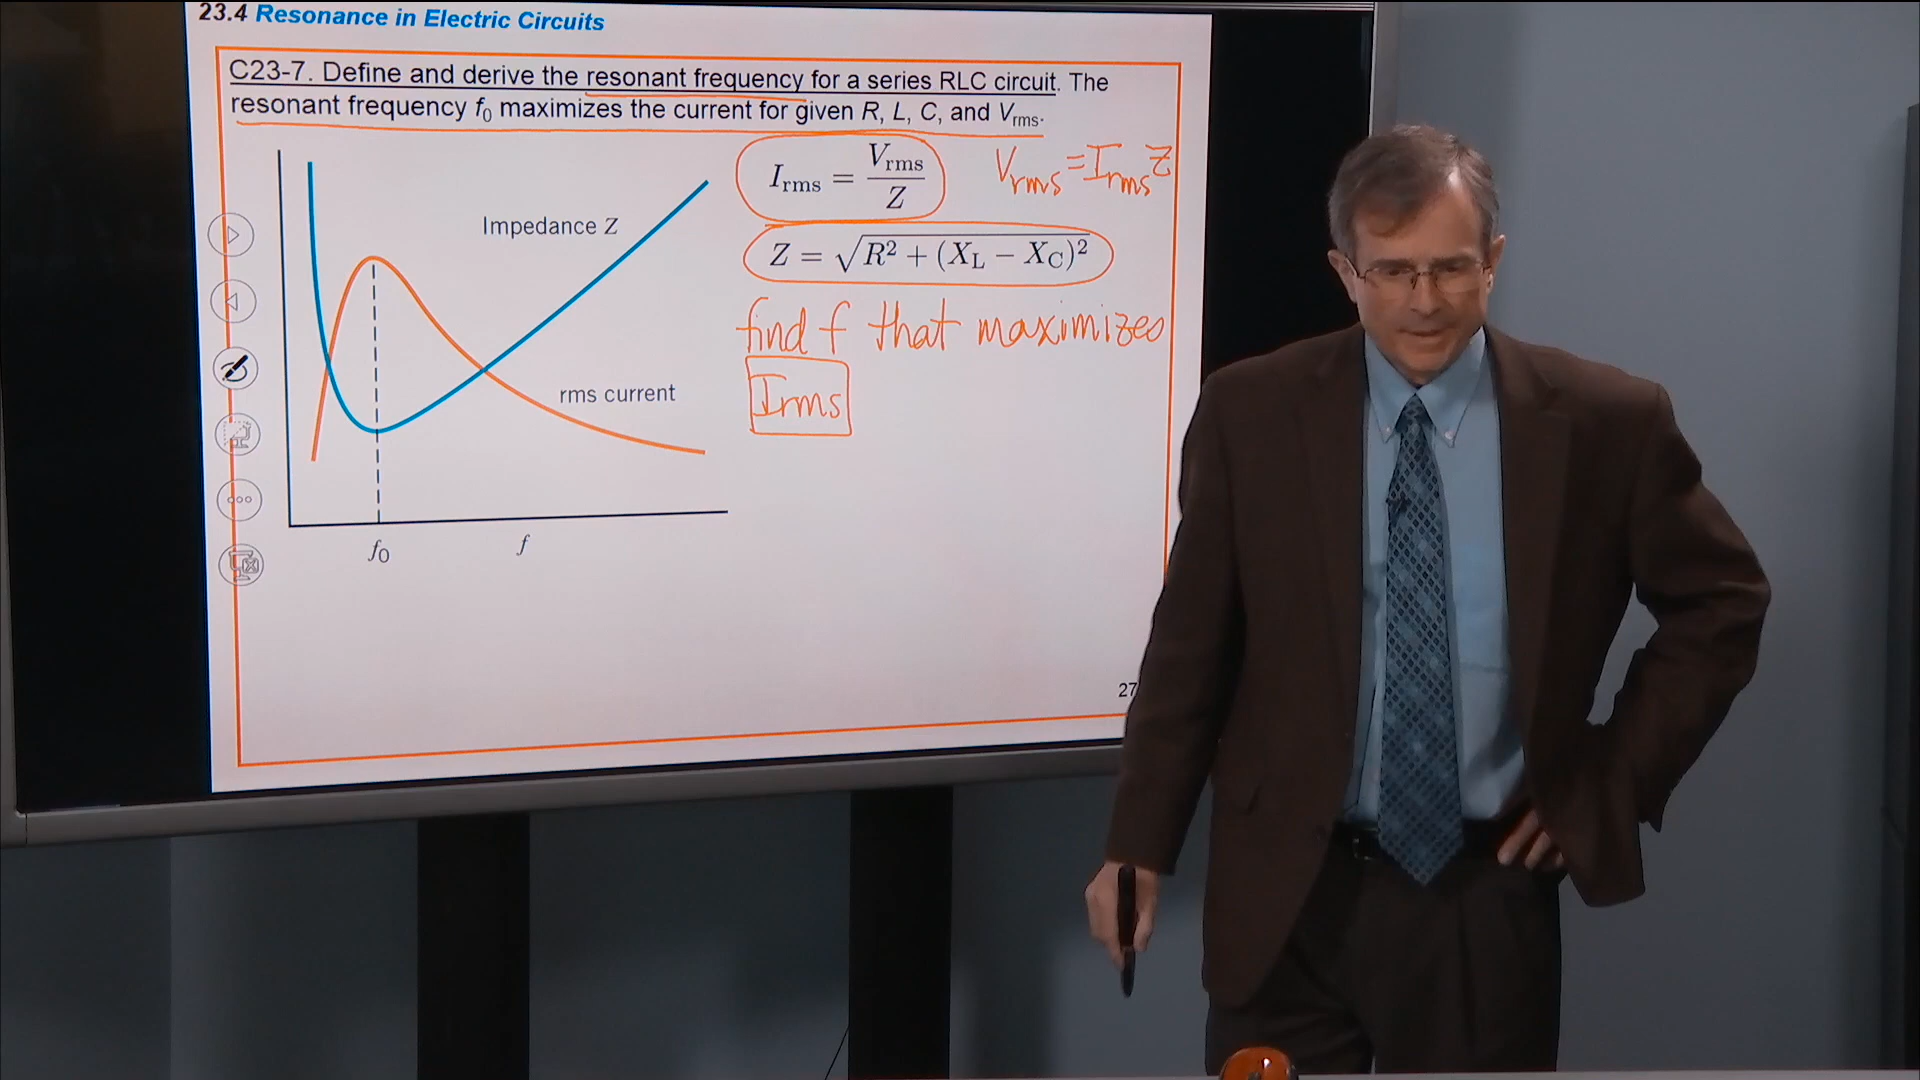 23.4 Resonance in Electric Circuits
C23-7. Define and derive the resonant frequency for a series RLC circuit. The
resonant frequency f₀ maximizes the current for given R, L, C, and Vrms.
Irms = Vrms / Z
Vrms = Irms Z
Impedance Z
Z = √R² + (XL − XC)²
find f that maximizes
Irms
rms current
f₀ f
27